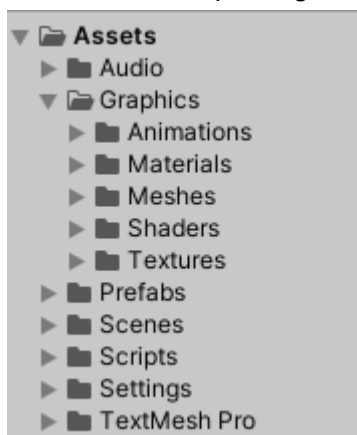 Assets
Audio
Graphics
Animations
Materials
Meshes
Shaders
Textures
Prefabs
Scenes
Scripts
Settings
TextMesh Pro